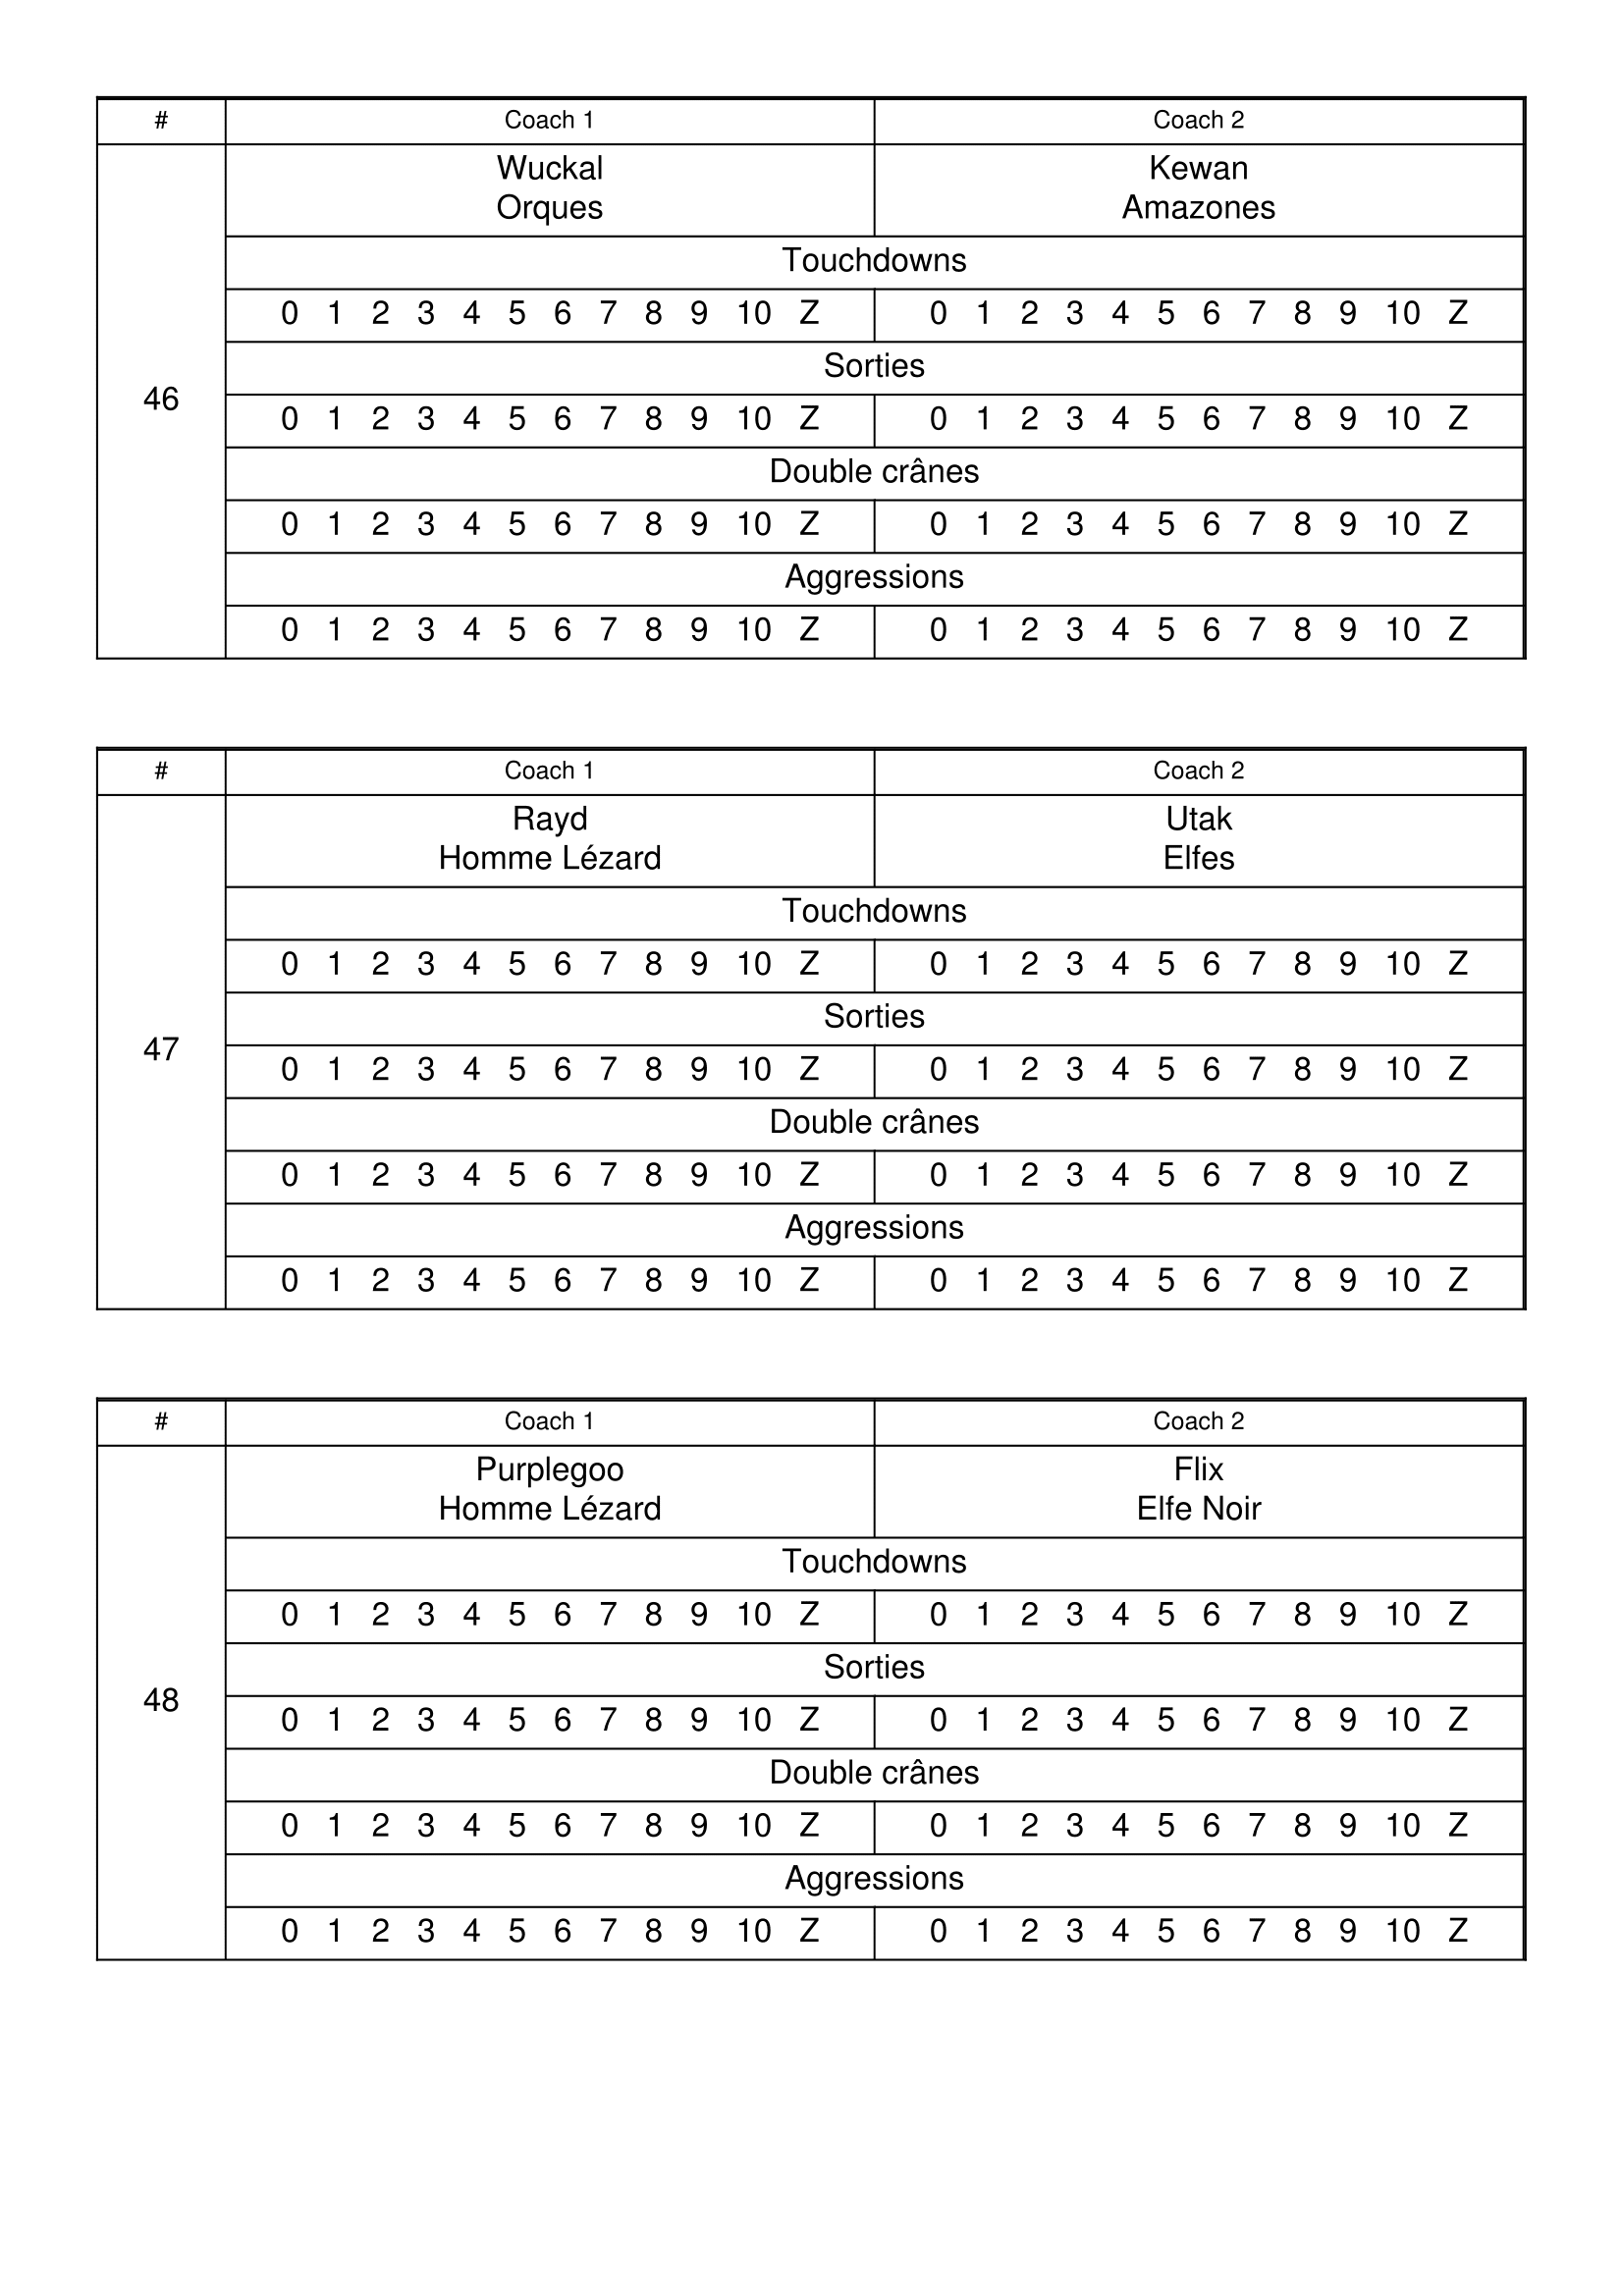 # Coach 1 Coach 2
Wuckal Kewan
Orques Amazones
Touchdowns
0 1 2 3 4 5 6 7 8 9 10 Z 0 1 2 3 4 5 6 7 8 9 10 Z
Sorties
46
0 1 2 3 4 5 6 7 8 9 10 Z 0 1 2 3 4 5 6 7 8 9 10 Z
Double crânes
0 1 2 3 4 5 6 7 8 9 10 Z 0 1 2 3 4 5 6 7 8 9 10 Z
Aggressions
0 1 2 3 4 5 6 7 8 9 10 Z 0 1 2 3 4 5 6 7 8 9 10 Z
# Coach 1 Coach 2
Rayd Utak
Homme Lézard Elfes
Touchdowns
0 1 2 3 4 5 6 7 8 9 10 Z 0 1 2 3 4 5 6 7 8 9 10 Z
Sorties
47
0 1 2 3 4 5 6 7 8 9 10 Z 0 1 2 3 4 5 6 7 8 9 10 Z
Double crânes
0 1 2 3 4 5 6 7 8 9 10 Z 0 1 2 3 4 5 6 7 8 9 10 Z
Aggressions
0 1 2 3 4 5 6 7 8 9 10 Z 0 1 2 3 4 5 6 7 8 9 10 Z
# Coach 1 Coach 2
Purplegoo Flix
Homme Lézard Elfe Noir
Touchdowns
0 1 2 3 4 5 6 7 8 9 10 Z 0 1 2 3 4 5 6 7 8 9 10 Z
Sorties
48
0 1 2 3 4 5 6 7 8 9 10 Z 0 1 2 3 4 5 6 7 8 9 10 Z
Double crânes
0 1 2 3 4 5 6 7 8 9 10 Z 0 1 2 3 4 5 6 7 8 9 10 Z
Aggressions
0 1 2 3 4 5 6 7 8 9 10 Z 0 1 2 3 4 5 6 7 8 9 10 Z